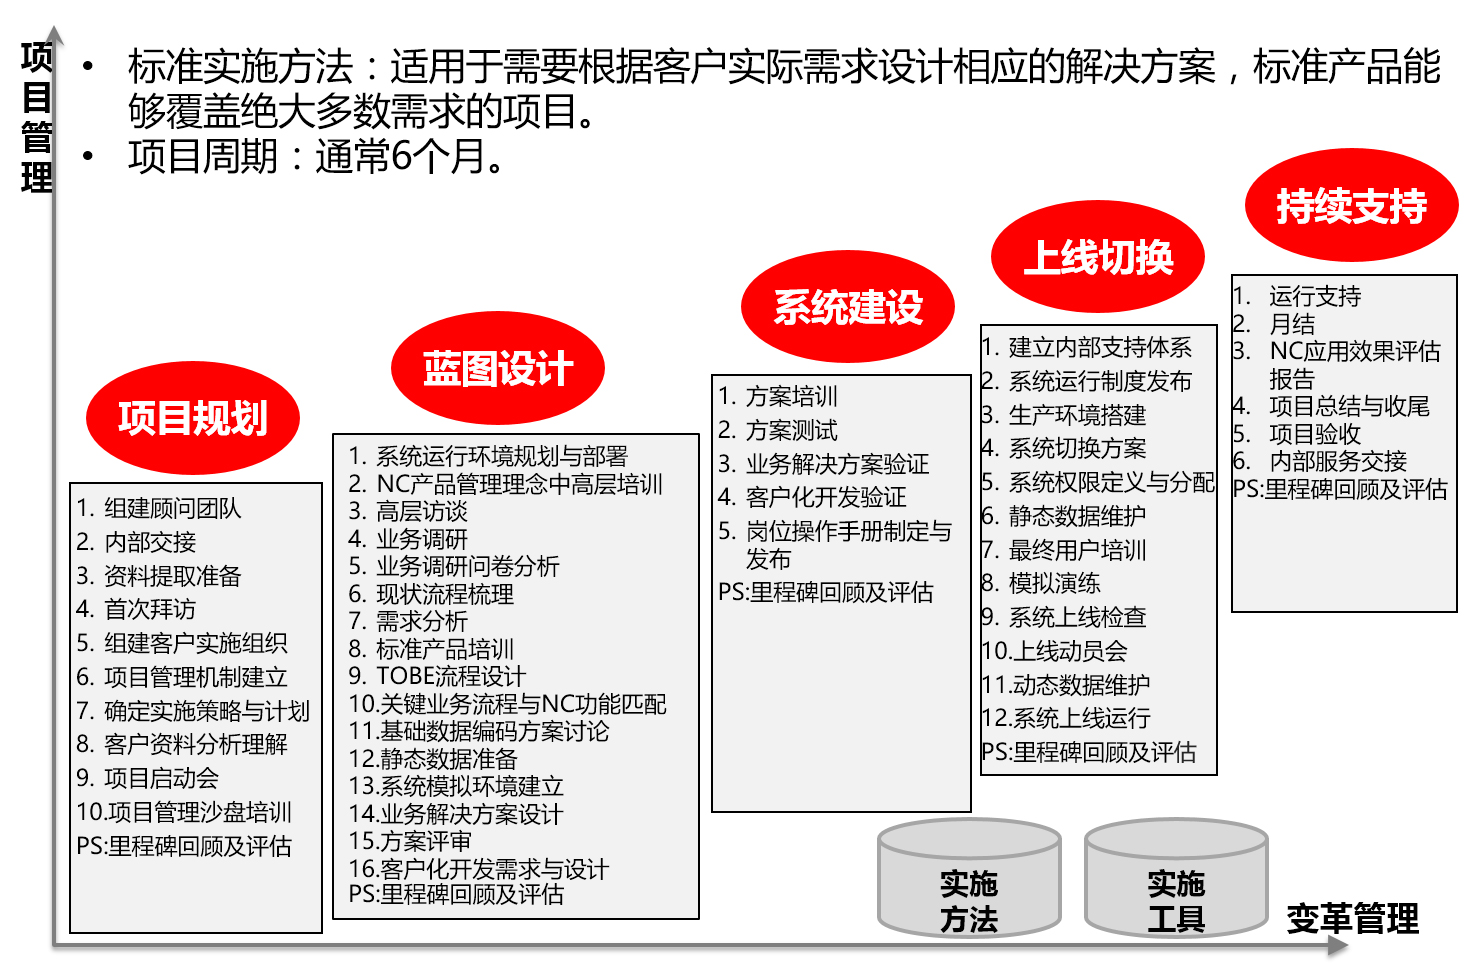 项
目
管
理
• 标准实施方法：适用于需要根据客户实际需求设计相应的解决方案，标准产品能
够覆盖绝大多数需求的项目。
• 项目周期：通常6个月。
项目规划
1. 组建顾问团队
2. 内部交接
3. 资料提取准备
4. 首次拜访
5. 组建客户实施组织
6. 项目管理机制建立
7. 确定实施策略与计划
8. 客户资料分析理解
9. 项目启动会
10.项目管理沙盘培训
PS:里程碑回顾及评估
蓝图设计
1. 系统运行环境规划与部署
2. NC产品管理理念中高层培训
3. 高层访谈
4. 业务调研
5. 业务调研问卷分析
6. 现状流程梳理
7. 需求分析
8. 标准产品培训
9. TOBE流程设计
10.关键业务流程与NC功能匹配
11.基础数据编码方案讨论
12.静态数据准备
13.系统模拟环境建立
14.业务解决方案设计
15.方案评审
16.客户化开发需求与设计
PS:里程碑回顾及评估
系统建设
1. 方案培训
2. 方案测试
3. 业务解决方案验证
4. 客户化开发验证
5. 岗位操作手册制定与
发布
PS:里程碑回顾及评估
上线切换
1. 建立内部支持体系
2. 系统运行制度发布
3. 生产环境搭建
4. 系统切换方案
5. 系统权限定义与分配
6. 静态数据维护
7. 最终用户培训
8. 模拟演练
9. 系统上线检查
10.上线动员会
11.动态数据维护
12.系统上线运行
PS:里程碑回顾及评估
持续支持
1. 运行支持
2. 月结
3. NC应用效果评估
报告
4. 项目总结与收尾
5. 项目验收
6. 内部服务交接
PS:里程碑回顾及评估
实施
方法
实施
工具
变革管理